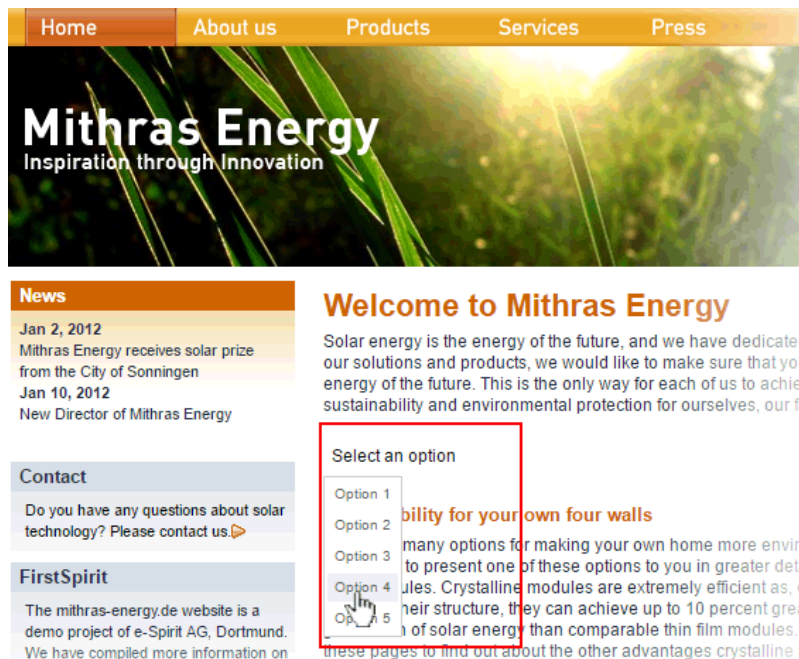 Home About us Products Services Press
Mithras Energy
Inspiration through Innovation
News
Jan 2, 2012
Mithras Energy receives solar prize
from the City of Sonningen
Jan 10, 2012
New Director of Mithras Energy
Contact
Do you have any questions about solar
technology? Please contact us.
FirstSpirit
The mithras-energy.de website is a
demo project of e-Spirit AG, Dortmund.
We have compiled more information on
Welcome to Mithras Energy
Solar energy is the energy of the future, and we have dedicate
our solutions and products, we would like to make sure that yo
energy of the future. This is the only way for each of us to achie
sustainability and environmental protection for ourselves, our f
Select an option
Option 1
Option 2
Option 3
Option 4
Option 5
bility for your own four walls
many options for making your own home more envir
to present one of these options to you in greater det
ules. Crystalline modules are extremely efficient as,
heir structure, they can achieve up to 10 percent grea
n of solar energy than comparable thin film modules.
these pages to find out about the other advantages crystalline